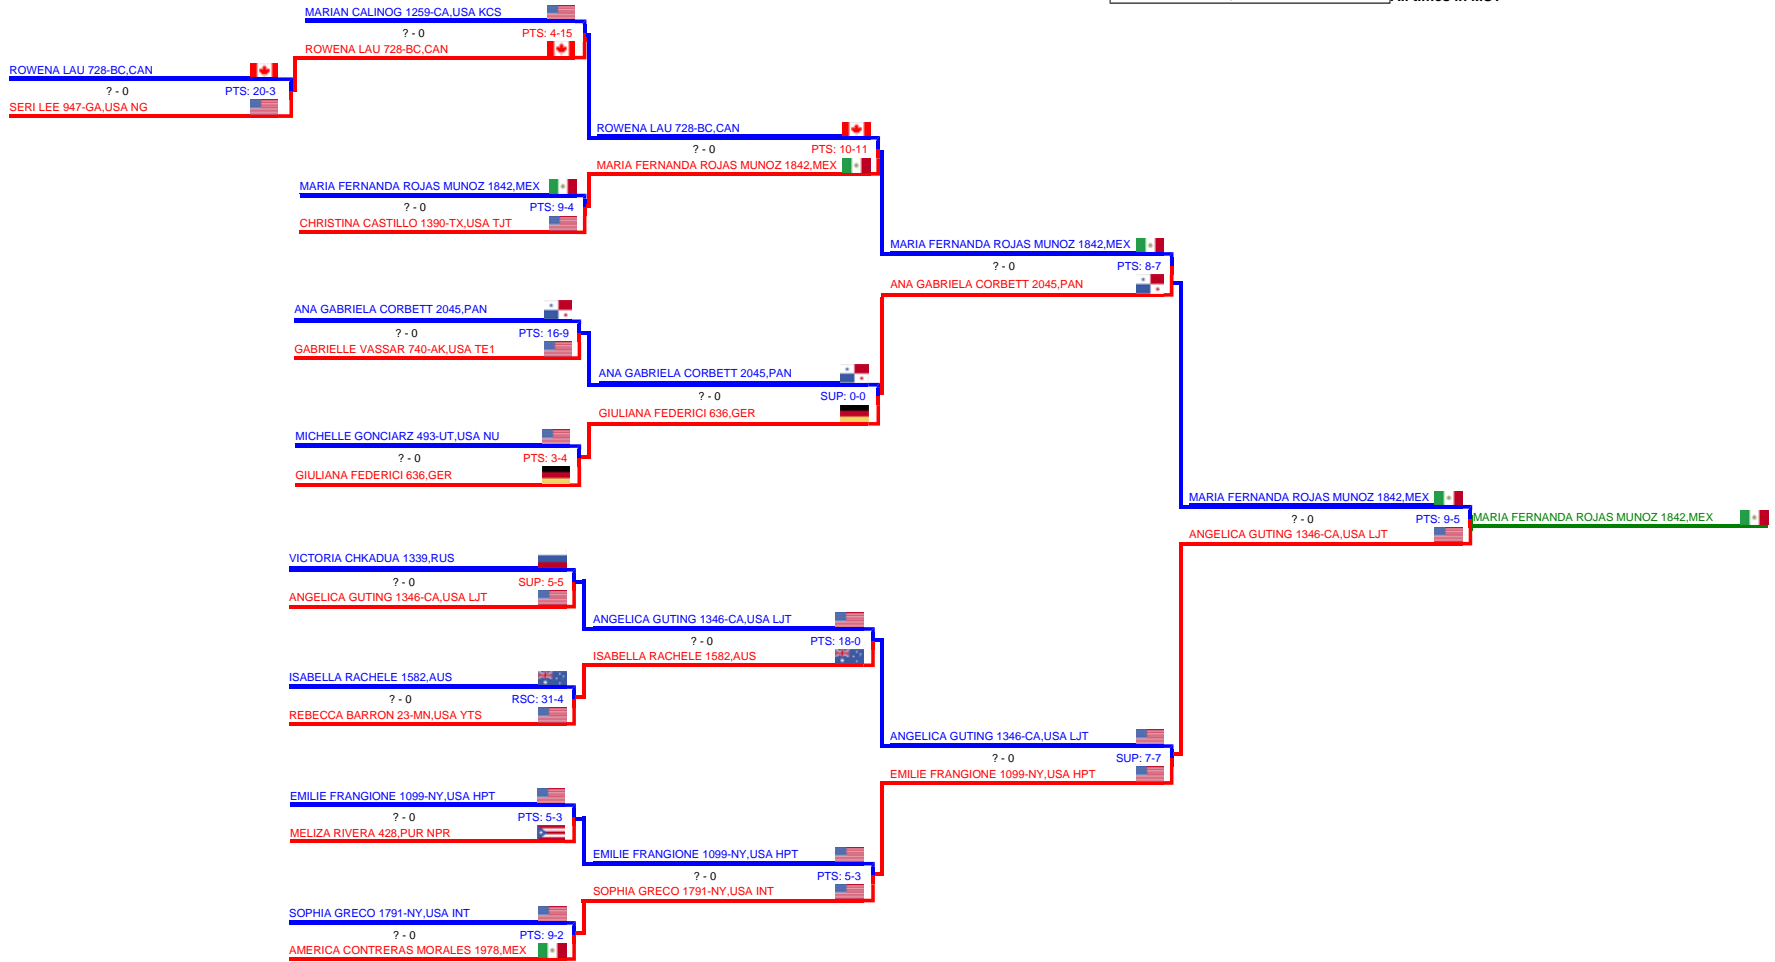 MARIAN CALINOG 1259-CA,USA KCS
? - 0 PTS: 4-15
ROWENA LAU 728-BC,CAN
ROWENA LAU 728-BC,CAN
? - 0 PTS: 20-3
SERI LEE 947-GA,USA NG
ROWENA LAU 728-BC,CAN
? - 0 PTS: 10-11
MARIA FERNANDA ROJAS MUNOZ 1842,MEX
MARIA FERNANDA ROJAS MUNOZ 1842,MEX
? - 0 PTS: 9-4
CHRISTINA CASTILLO 1390-TX,USA TJT
MARIA FERNANDA ROJAS MUNOZ 1842,MEX
? - 0 PTS: 8-7
ANA GABRIELA CORBETT 2045,PAN
ANA GABRIELA CORBETT 2045,PAN
? - 0 PTS: 16-9
GABRIELLE VASSAR 740-AK,USA TE1
ANA GABRIELA CORBETT 2045,PAN
? - 0 SUP: 0-0
GIULIANA FEDERICI 636,GER
MICHELLE GONCIARZ 493-UT,USA NU
? - 0 PTS: 3-4
GIULIANA FEDERICI 636,GER
MARIA FERNANDA ROJAS MUNOZ 1842,MEX
? - 0 PTS: 9-5
ANGELICA GUTING 1346-CA,USA LJT
MARIA FERNANDA ROJAS MUNOZ 1842,MEX
VICTORIA CHKADUA 1339,RUS
? - 0 SUP: 5-5
ANGELICA GUTING 1346-CA,USA LJT
ANGELICA GUTING 1346-CA,USA LJT
? - 0 PTS: 18-0
ISABELLA RACHELE 1582,AUS
ISABELLA RACHELE 1582,AUS
? - 0 RSC: 31-4
REBECCA BARRON 23-MN,USA YTS
ANGELICA GUTING 1346-CA,USA LJT
? - 0 SUP: 7-7
EMILIE FRANGIONE 1099-NY,USA HPT
EMILIE FRANGIONE 1099-NY,USA HPT
? - 0 PTS: 5-3
MELIZA RIVERA 428,PUR NPR
EMILIE FRANGIONE 1099-NY,USA HPT
? - 0 PTS: 5-3
SOPHIA GRECO 1791-NY,USA INT
SOPHIA GRECO 1791-NY,USA INT
? - 0 PTS: 9-2
AMERICA CONTRERAS MORALES 1978,MEX